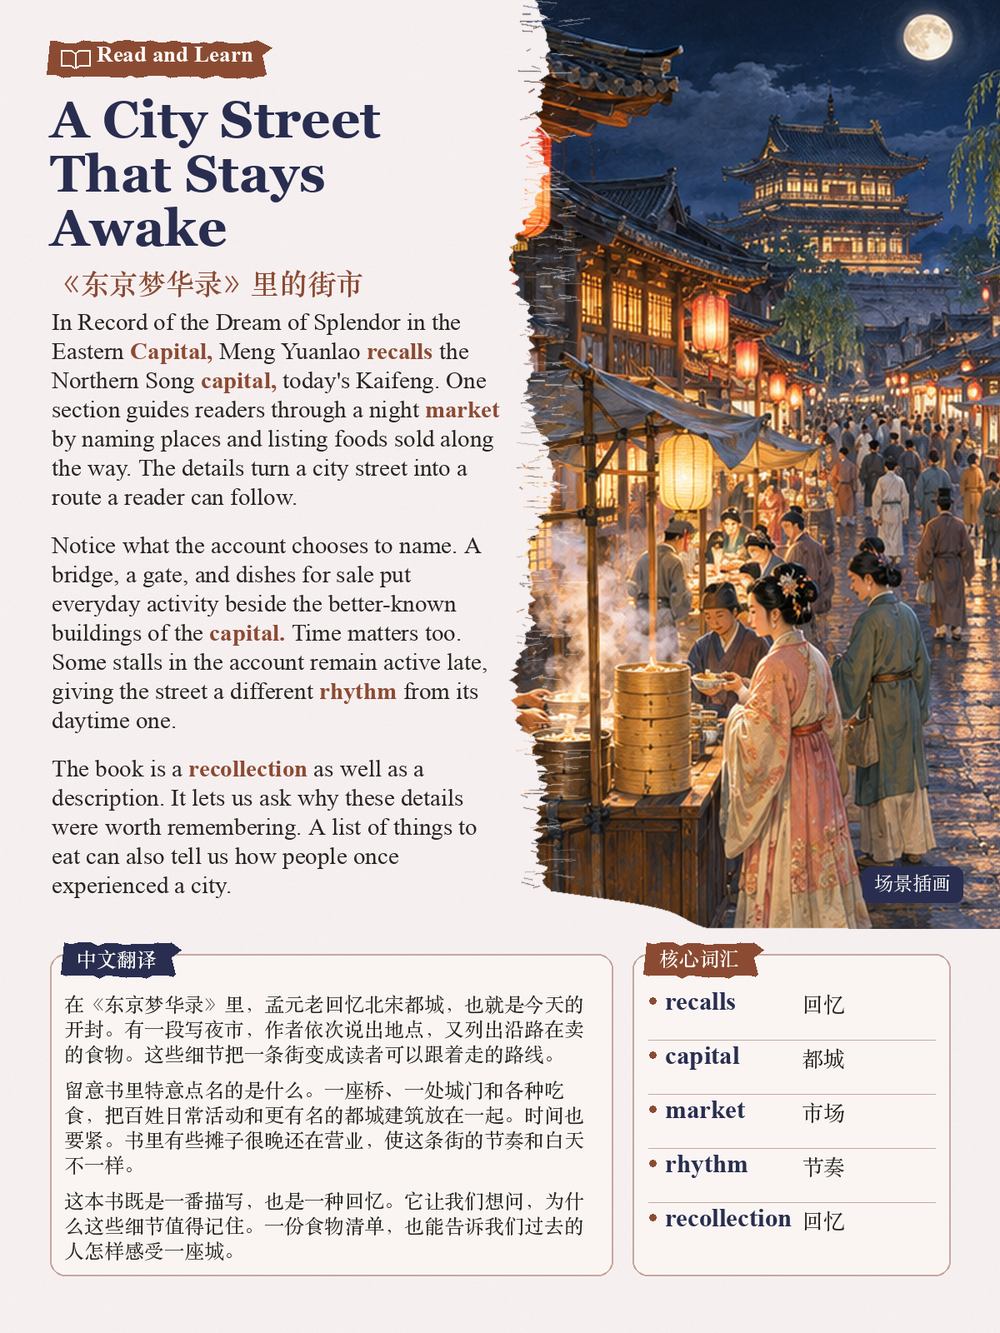 Read and Learn
A City Street
That Stays
Awake
《东京梦华录》里的街市
In Record of the Dream of Splendor in the
Eastern Capital, Meng Yuanlao recalls the
Northern Song capital, today's Kaifeng. One
section guides readers through a night market
by naming places and listing foods sold along
the way. The details turn a city street into a
route a reader can follow.
Notice what the account chooses to name. A
bridge, a gate, and dishes for sale put
everyday activity beside the better-known
buildings of the capital. Time matters too.
Some stalls in the account remain active late,
giving the street a different rhythm from its
daytime one.
The book is a recollection as well as a
description. It lets us ask why these details
were worth remembering. A list of things to
eat can also tell us how people once
experienced a city.
场景插画
中文翻译
在《东京梦华录》里，孟元老回忆北宋都城，也就是今天的
开封。有一段写夜市，作者依次说出地点，又列出沿路在卖
的食物。这些细节把一条街变成读者可以跟着走的路线。
留意书里特意点名的是什么。一座桥、一处城门和各种吃
食，把百姓日常活动和更有名的都城建筑放在一起。时间也
要紧。书里有些摊子很晚还在营业，使这条街的节奏和白天
不一样。
这本书既是一番描写，也是一种回忆。它让我们想问，为什
么这些细节值得记住。一份食物清单，也能告诉我们过去的
人怎样感受一座城。
核心词汇
recalls 回忆
capital 都城
market 市场
rhythm 节奏
recollection 回忆